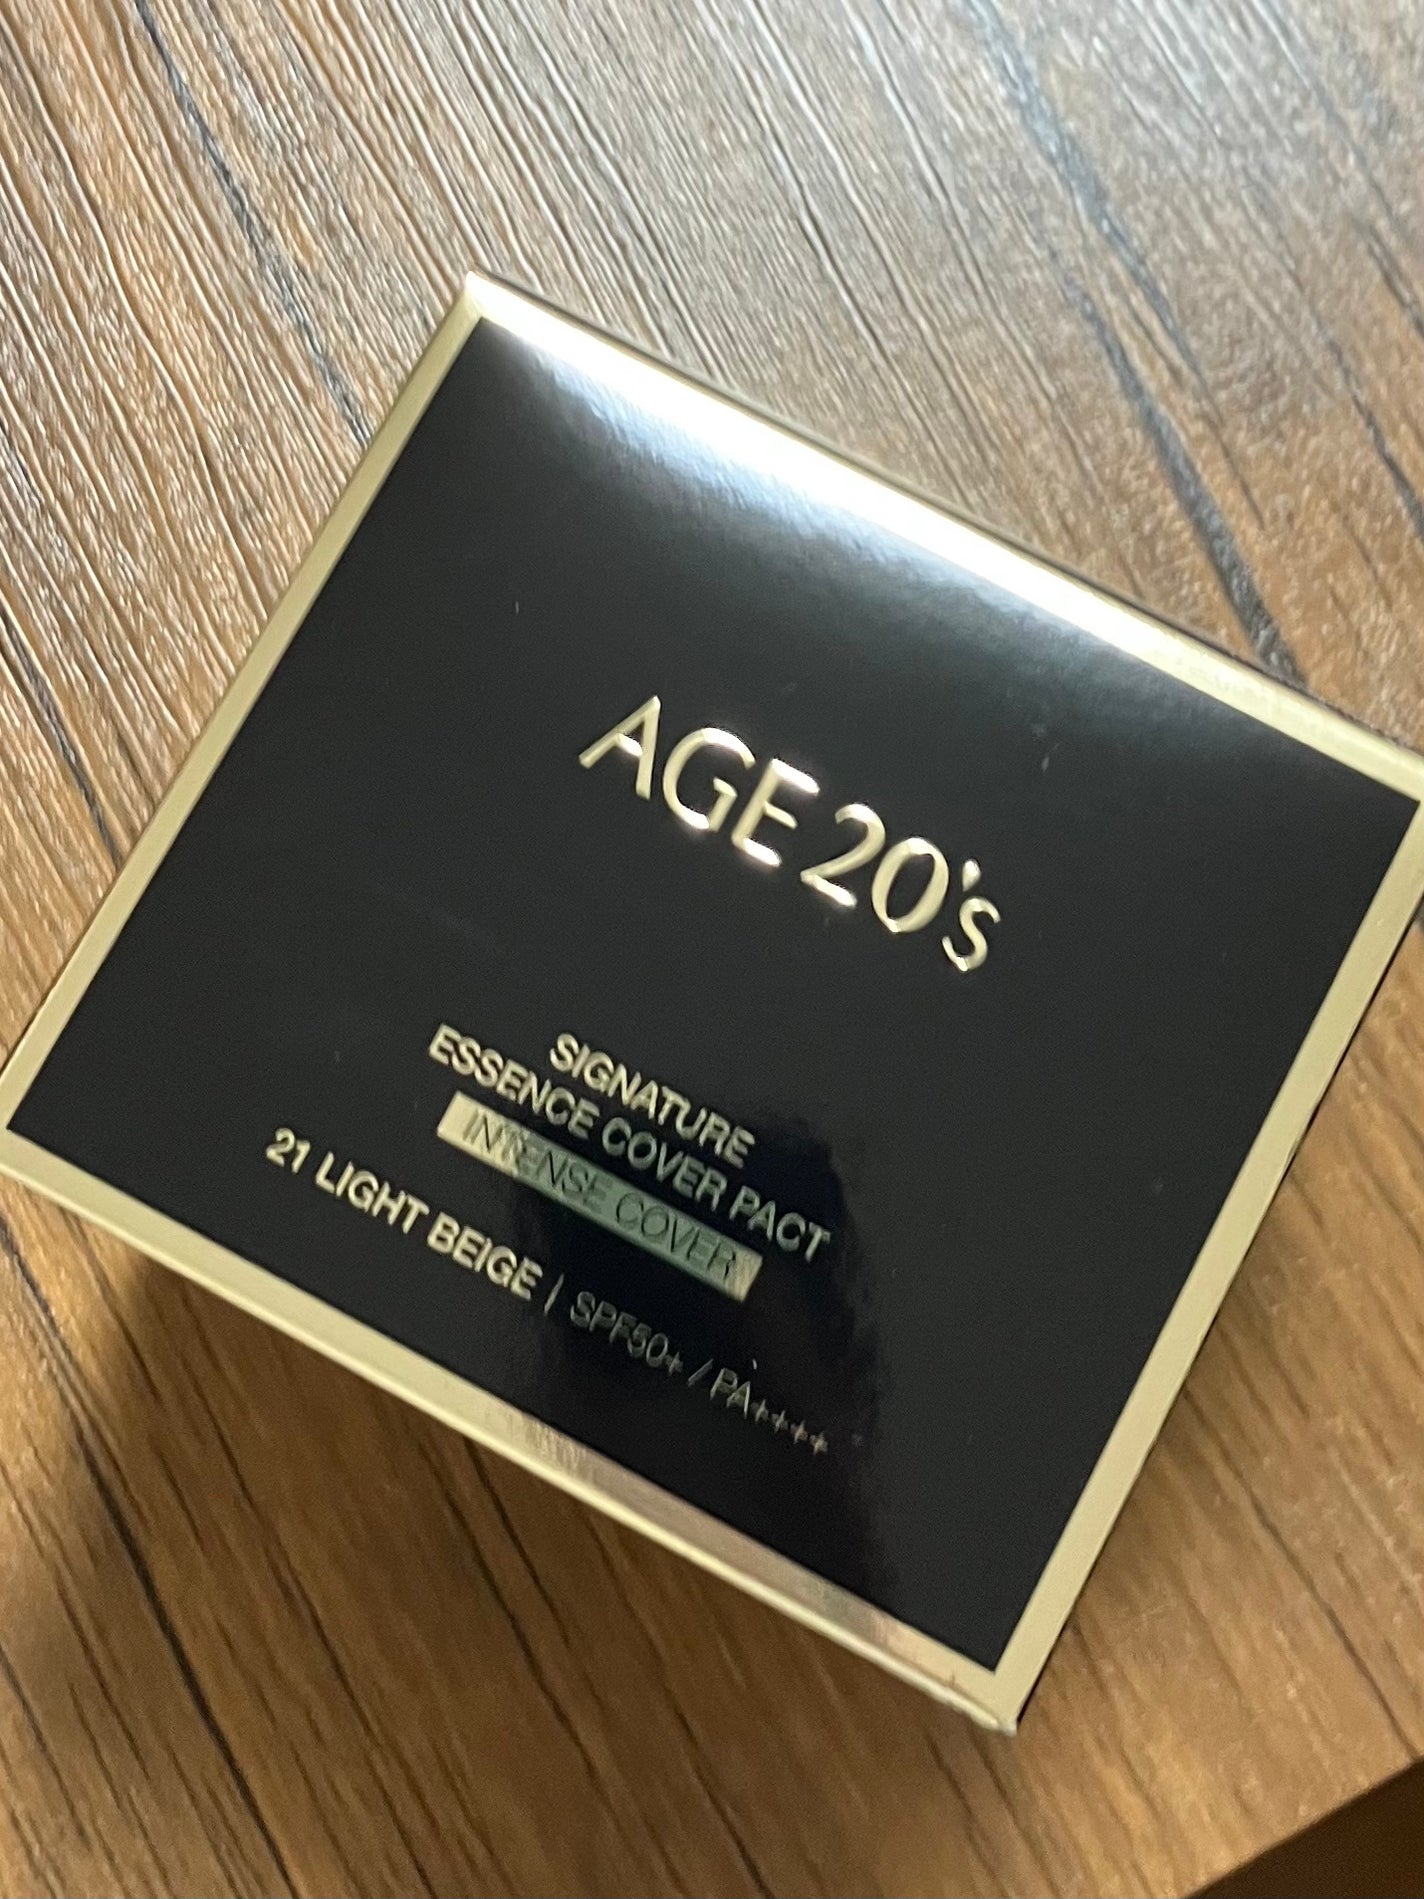 AGE 20's
SIGNATURE
ESSENCE COVER PACT
INTENSE COVER
21 LIGHT BEIGE | SPF50+ / PA++++